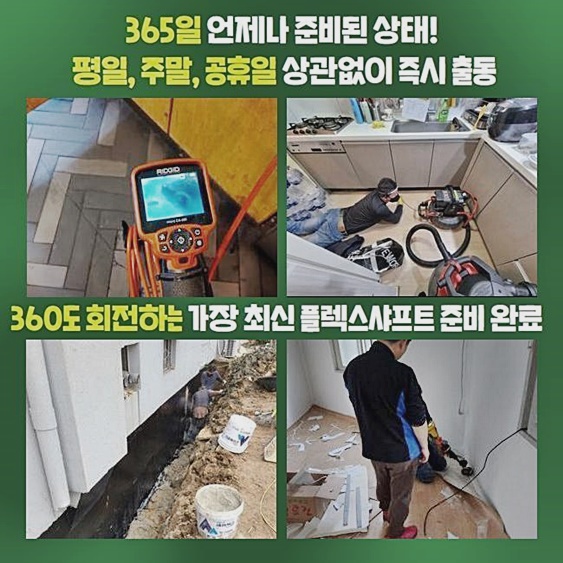 365일 언제나 준비된 상태!
평일, 주말, 공휴일 상관없이 즉시 출동
RIDGID
360도 회전하는 가장 최신 플렉스샤프트 준비 완료